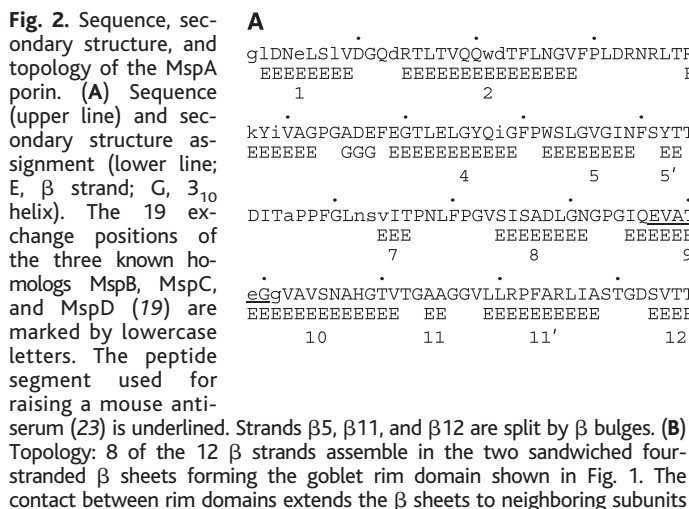 Fig. 2. Sequence, sec-
ondary structure, and
topology of the MspA
porin. (A) Sequence
(upper line) and sec-
ondary structure as-
signment (lower line;
E, β strand; G, 3₁₀
helix). The 19 ex-
change positions of
the three known ho-
mologs MspB, MspC,
and MspD (19) are
marked by lowercase
letters. The peptide
segment used for
raising a mouse anti-
serum (23) is underlined. Strands β5, β11, and β12 are split by β bulges. (B)
Topology: 8 of the 12 β strands assemble in the two sandwiched four-
stranded β sheets forming the goblet rim domain shown in Fig. 1. The
contact between rim domains extends the β sheets to neighboring subunits
A
glDNeLSlVDGQdRTLTVQQwdTFLNGVFPLDRNRLTR
EEEEEEEE EEEEEEEEEEEEEEE E
1 2
kYiVAGPGADEFEGTLELGYQiGFPWSLGVGINFSYTT
EEEEEE GGG EEEEEEEEEEE EEEEEEEE EE
4 5 5′
DITaPPFGLnsvITPNLFPGVSISADLGNGPGIQEVAT
EEE EEEEEEEE EEEEEE
7 8 9
eGgVAVSNAHGTVTGAAGGVLLRPFARLIASTGDSVTT
EEEEEEEEEEEEE EE EEEEEEEEEE EEEE
10 11 11′ 12